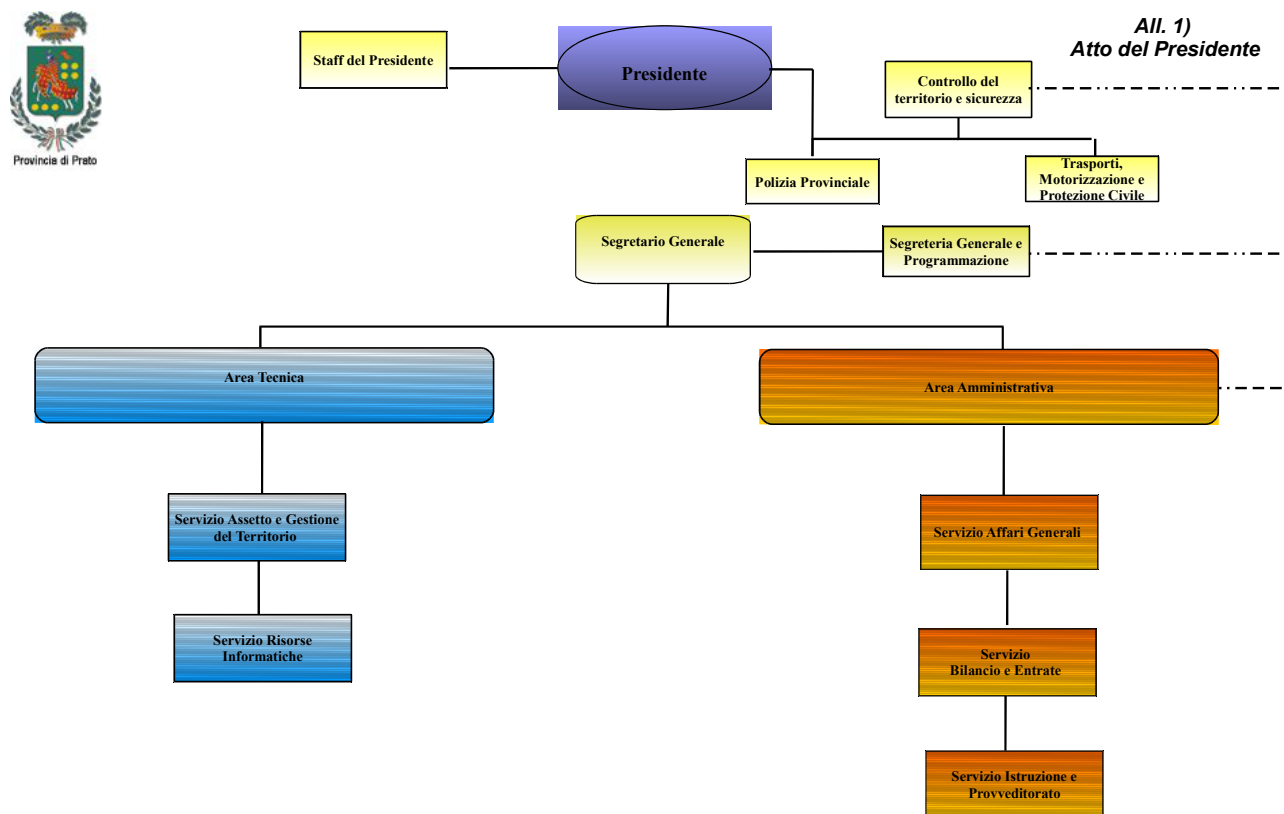 All. 1)
Atto del Presidente
Staff del Presidente
Presidente
Controllo del
territorio e sicurezza
Provincia di Prato
Polizia Provinciale
Trasporti,
Motorizzazione e
Protezione Civile
Segretario Generale
Segreteria Generale e
Programmazione
Area Tecnica
Area Amministrativa
Servizio Assetto e Gestione
del Territorio
Servizio Affari Generali
Servizio Risorse
Informatiche
Servizio
Bilancio e Entrate
Servizio Istruzione e
Provveditorato